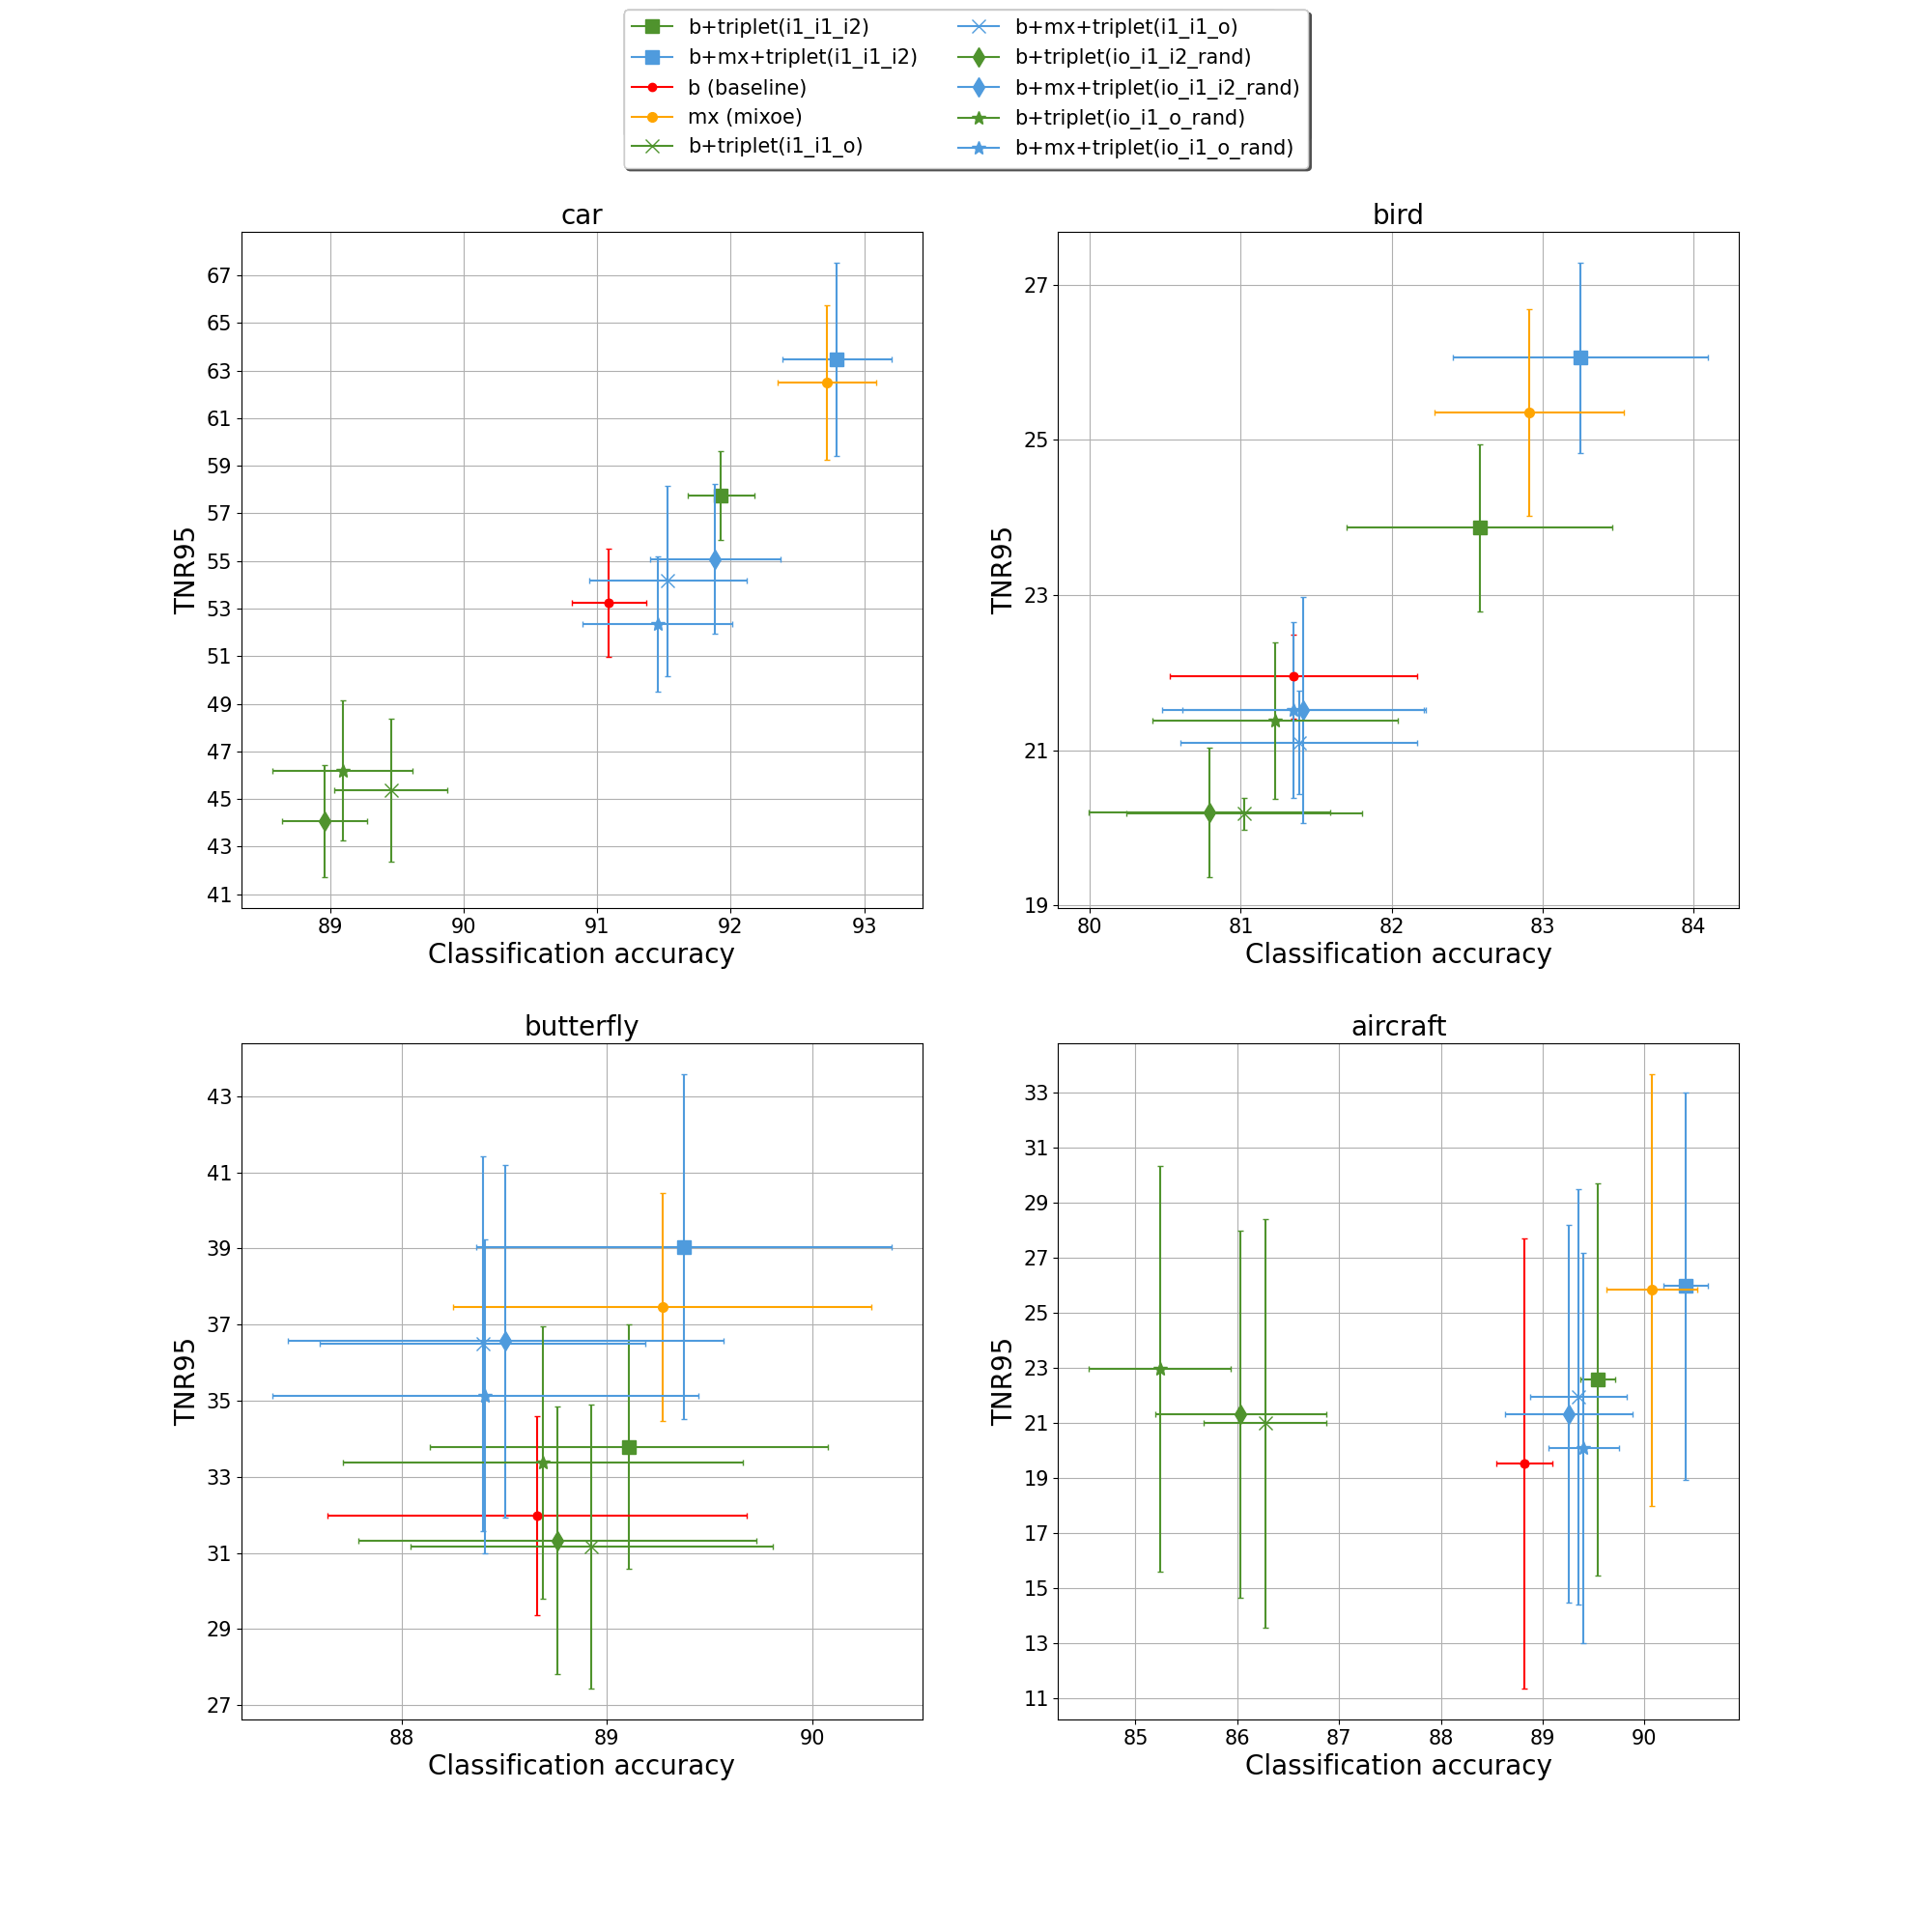 b+triplet(i1_i1_i2)
b+mx+triplet(i1_i1_i2)
b (baseline)
mx (mixoe)
b+triplet(i1_i1_o)
b+mx+triplet(i1_i1_o)
b+triplet(io_i1_i2_rand)
b+mx+triplet(io_i1_i2_rand)
b+triplet(io_i1_o_rand)
b+mx+triplet(io_i1_o_rand)
car
67
65
63
61
59
57
55
53
51
49
47
45
43
41
TNR95
89 90 91 92 93
Classification accuracy
bird
27
25
23
21
19
TNR95
80 81 82 83 84
Classification accuracy
butterfly
43
41
39
37
35
33
31
29
27
TNR95
88 89 90
Classification accuracy
aircraft
33
31
29
27
25
23
21
19
17
15
13
11
TNR95
85 86 87 88 89 90
Classification accuracy